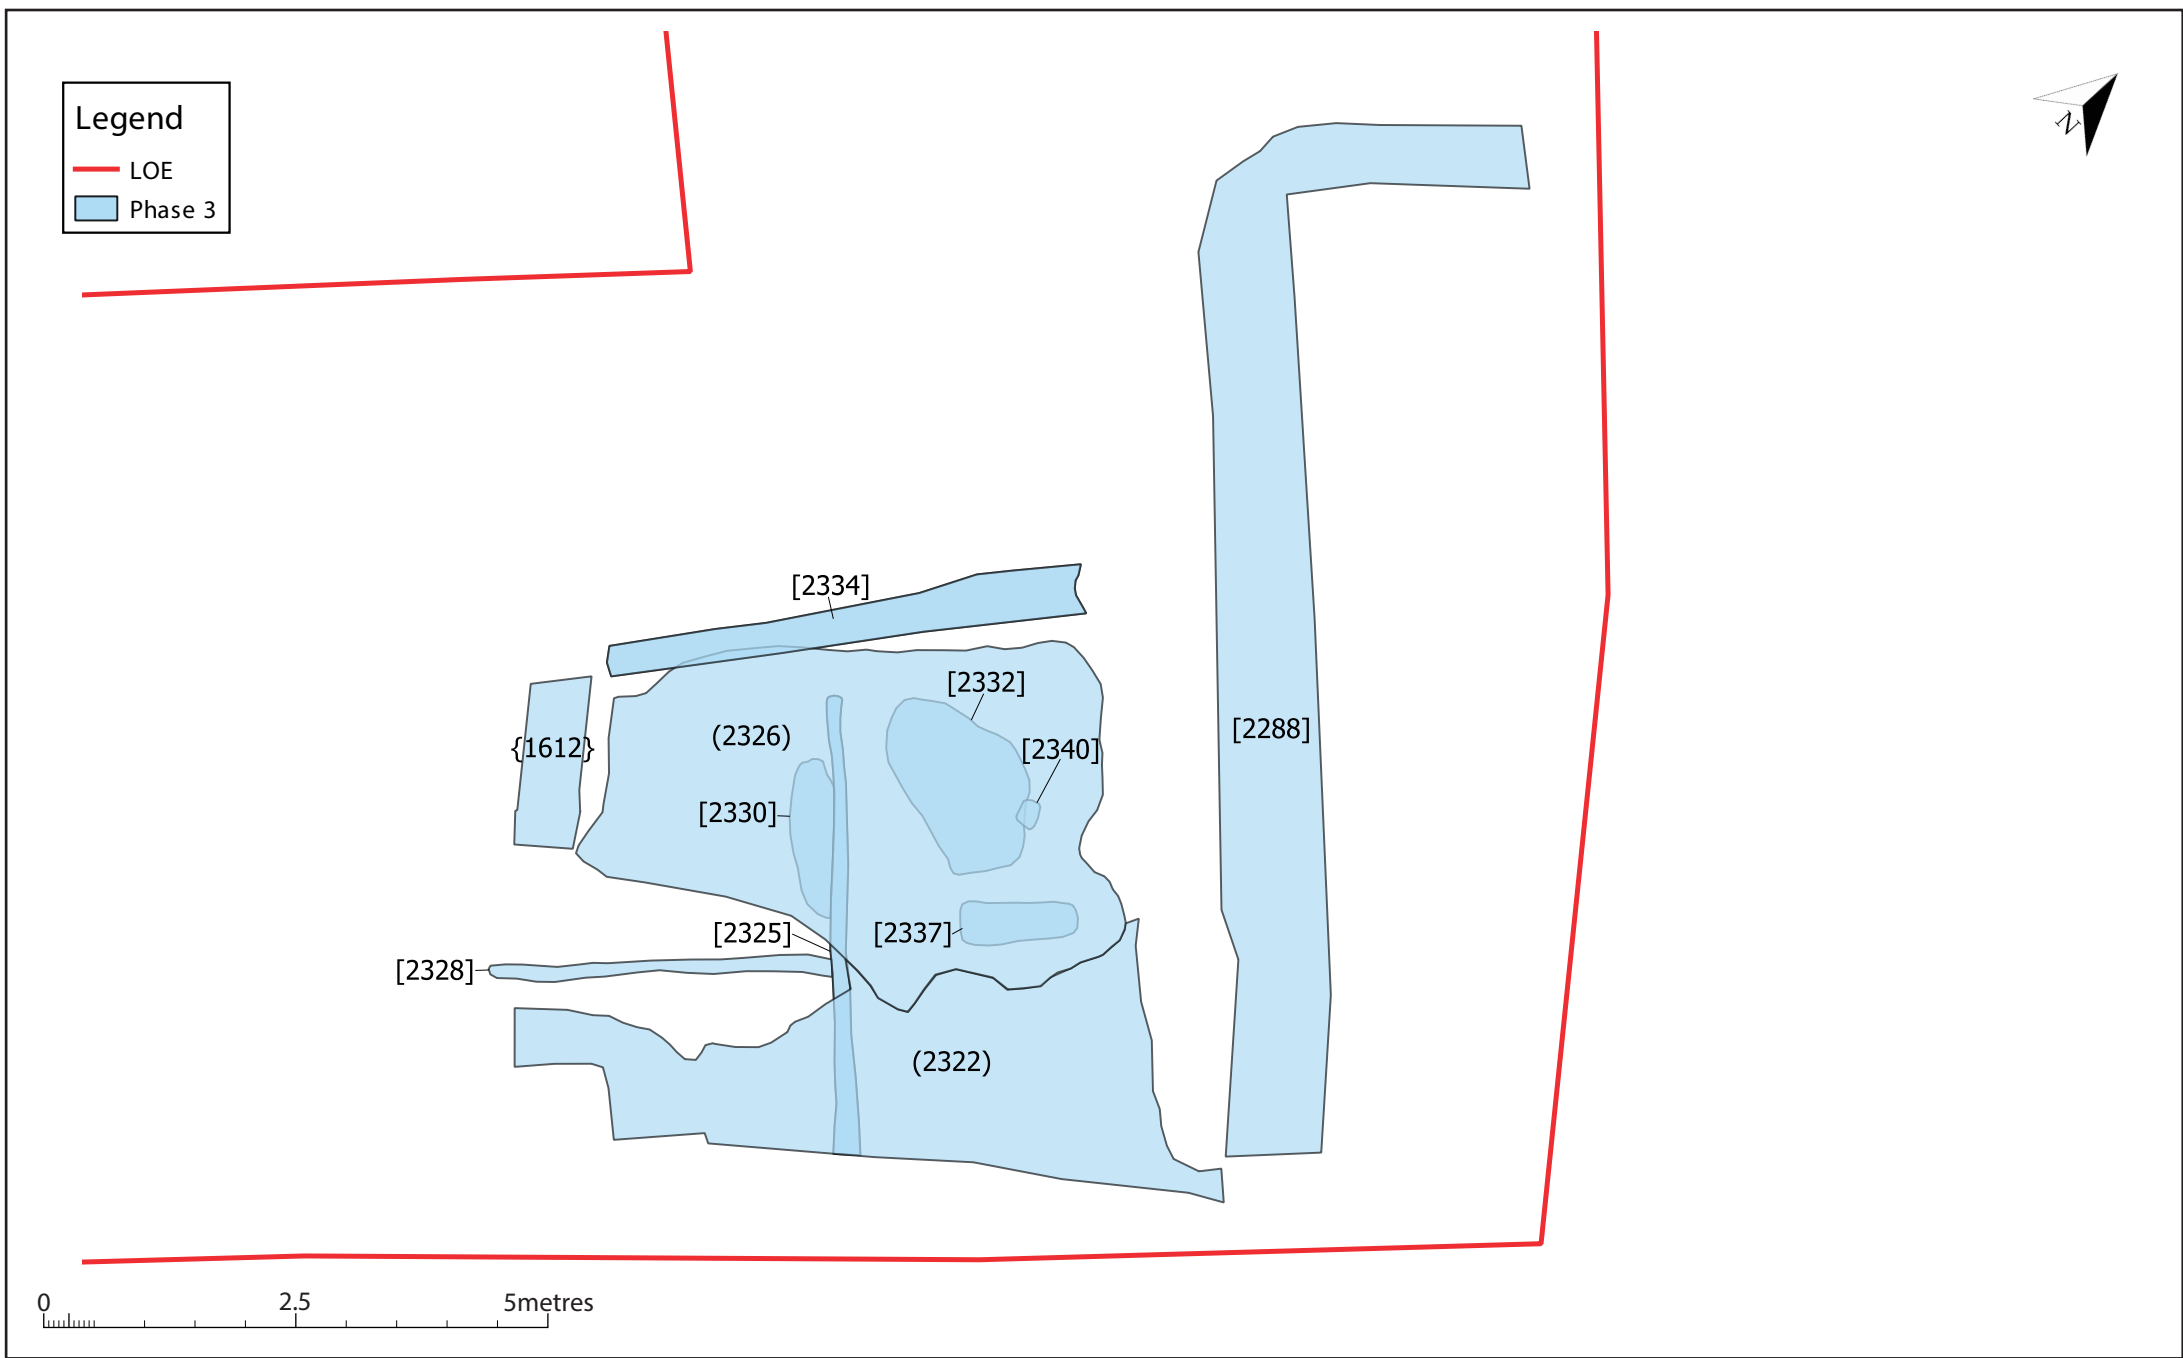 Legend
LOE
Phase 3
N
[2334]
[2332]
(2326)
[2340]
{1612}
[2288]
[2330]
[2325]
[2337]
[2328]
(2322)
0
2.5
5metres